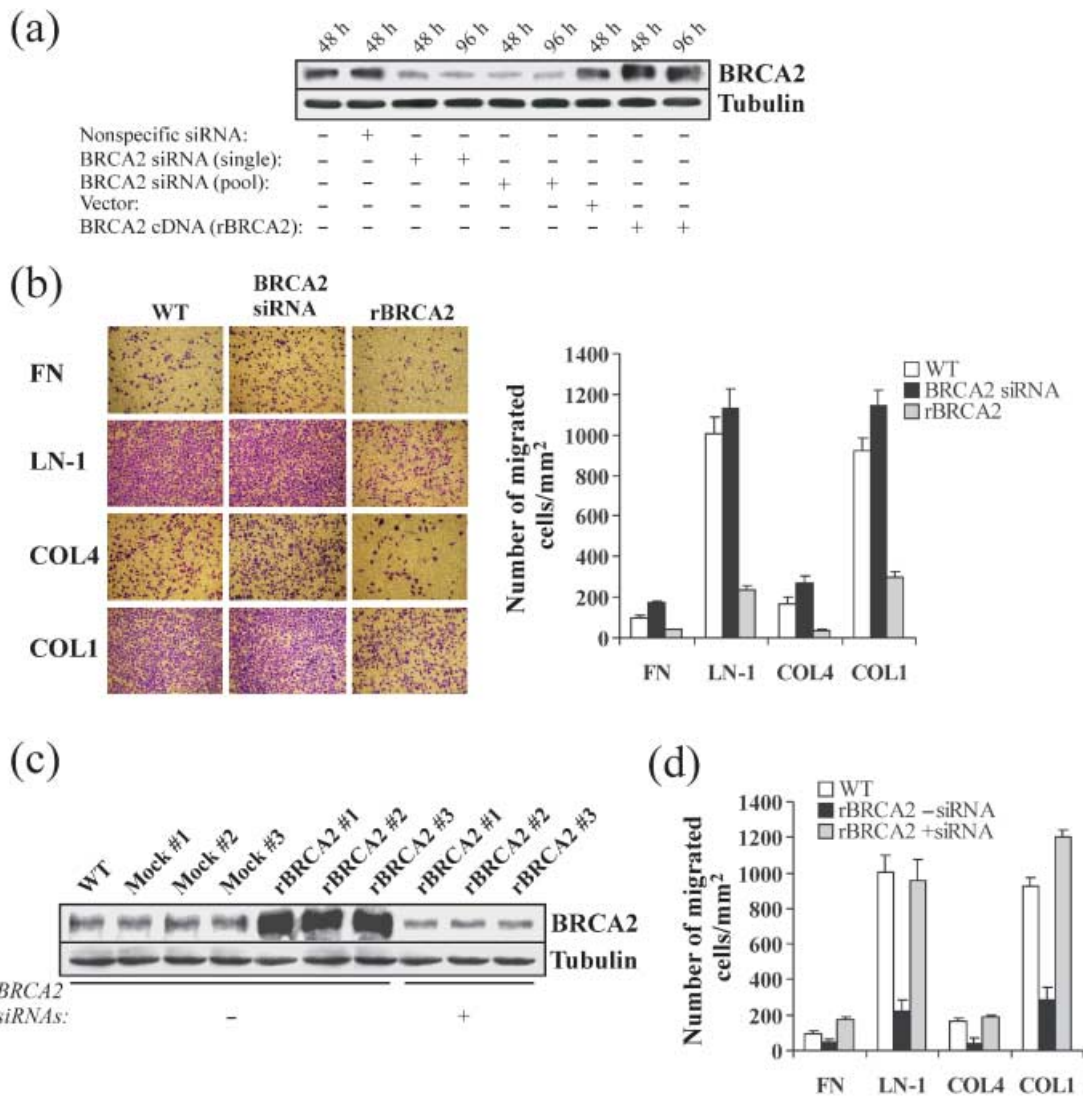 (a)
48 h 48 h 48 h 96 h 48 h 96 h 48 h 48 h 96 h
BRCA2
Tubulin
Nonspecific siRNA: – + – – – – – – –
BRCA2 siRNA (single): – – + + – – – – –
BRCA2 siRNA (pool): – – – – + + – – –
Vector: – – – – – – + – –
BRCA2 cDNA (rBRCA2): – – – – – – – + +
(b)
WT BRCA2 siRNA rBRCA2
FN
LN-1
COL4
COL1
Number of migrated
cells/mm²
1400
1200
1000
800
600
400
200
0
FN LN-1 COL4 COL1
WT
BRCA2 siRNA
rBRCA2
(c)
WT Mock #1 Mock #2 Mock #3 rBRCA2 #1 rBRCA2 #2 rBRCA2 #3 rBRCA2 #1 rBRCA2 #2 rBRCA2 #3
BRCA2
Tubulin
BRCA2
siRNAs: – +
(d)
WT
rBRCA2 –siRNA
rBRCA2 +siRNA
Number of migrated
cells/mm²
1400
1200
1000
800
600
400
200
0
FN LN-1 COL4 COL1